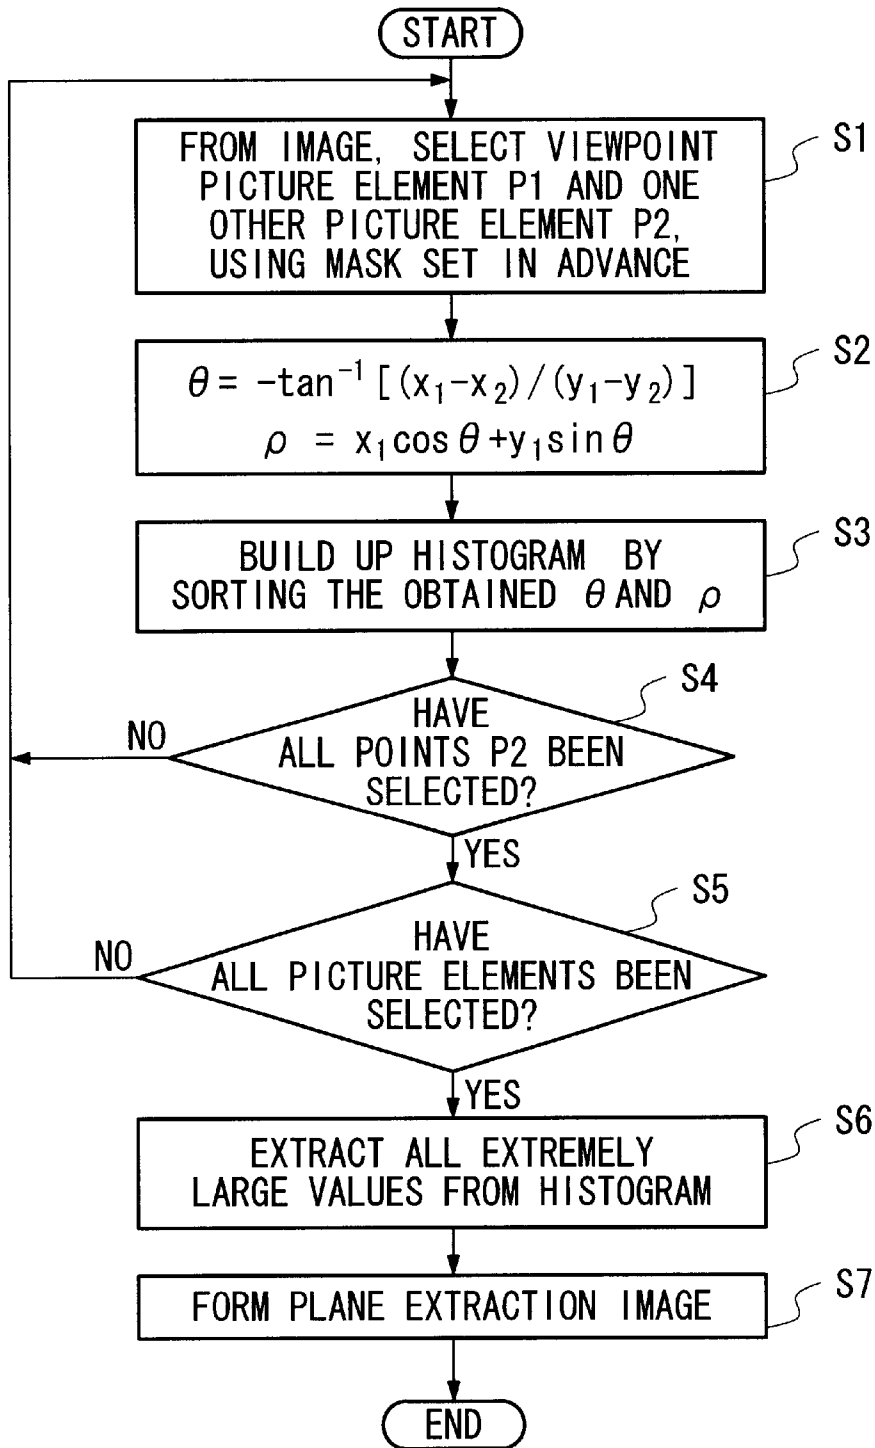 START
FROM IMAGE, SELECT VIEWPOINT
PICTURE ELEMENT P1 AND ONE
OTHER PICTURE ELEMENT P2,
USING MASK SET IN ADVANCE
S1
θ = -tan⁻¹ [(x₁-x₂)/(y₁-y₂)]
ρ = x₁cosθ+y₁sinθ
S2
BUILD UP HISTOGRAM BY
SORTING THE OBTAINED θ AND ρ
S3
HAVE
ALL POINTS P2 BEEN
SELECTED?
S4
NO
YES
HAVE
ALL PICTURE ELEMENTS BEEN
SELECTED?
S5
NO
YES
EXTRACT ALL EXTREMELY
LARGE VALUES FROM HISTOGRAM
S6
FORM PLANE EXTRACTION IMAGE
S7
END